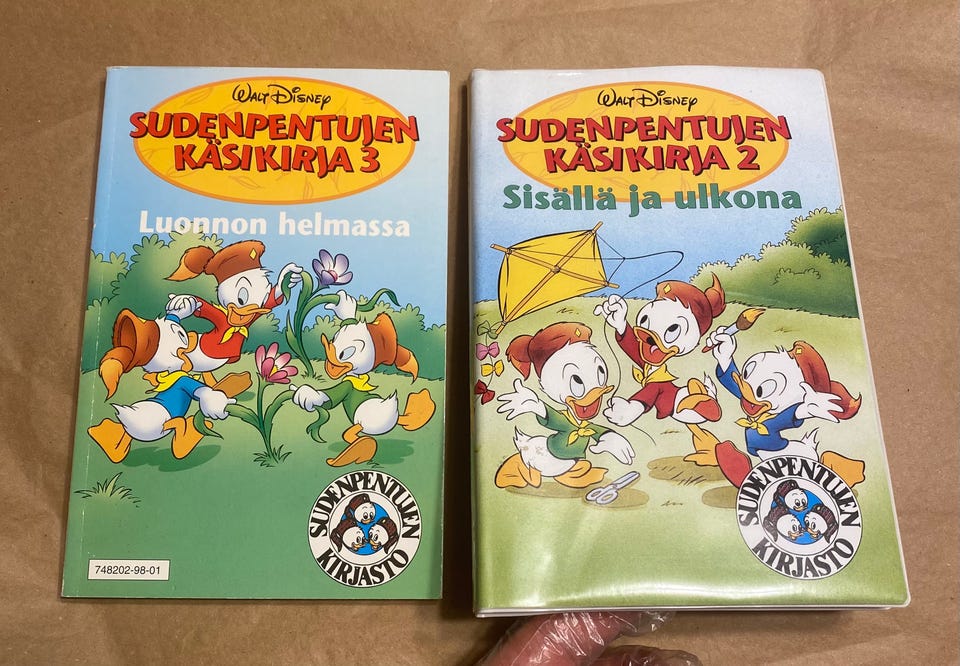 WALT DISNEY
SUDENPENTUJEN
KÄSIKIRJA 3
Luonnon helmassa
SUDENPENTUJEN
KIRJASTO
748202-98-01
WALT DISNEY
SUDENPENTUJEN
KÄSIKIRJA 2
Sisällä ja ulkona
SUDENPENTUJEN
KIRJASTO